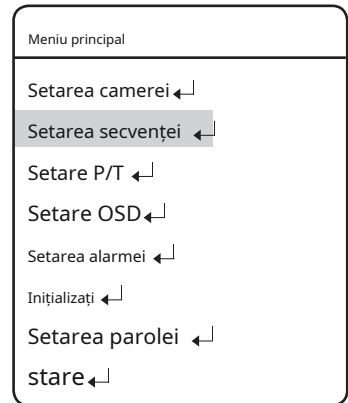 Meniu principal
Setarea camerei
Setarea secvenței
Setare P/T
Setare OSD
Setarea alarmei
Inițializați
Setarea parolei
stare